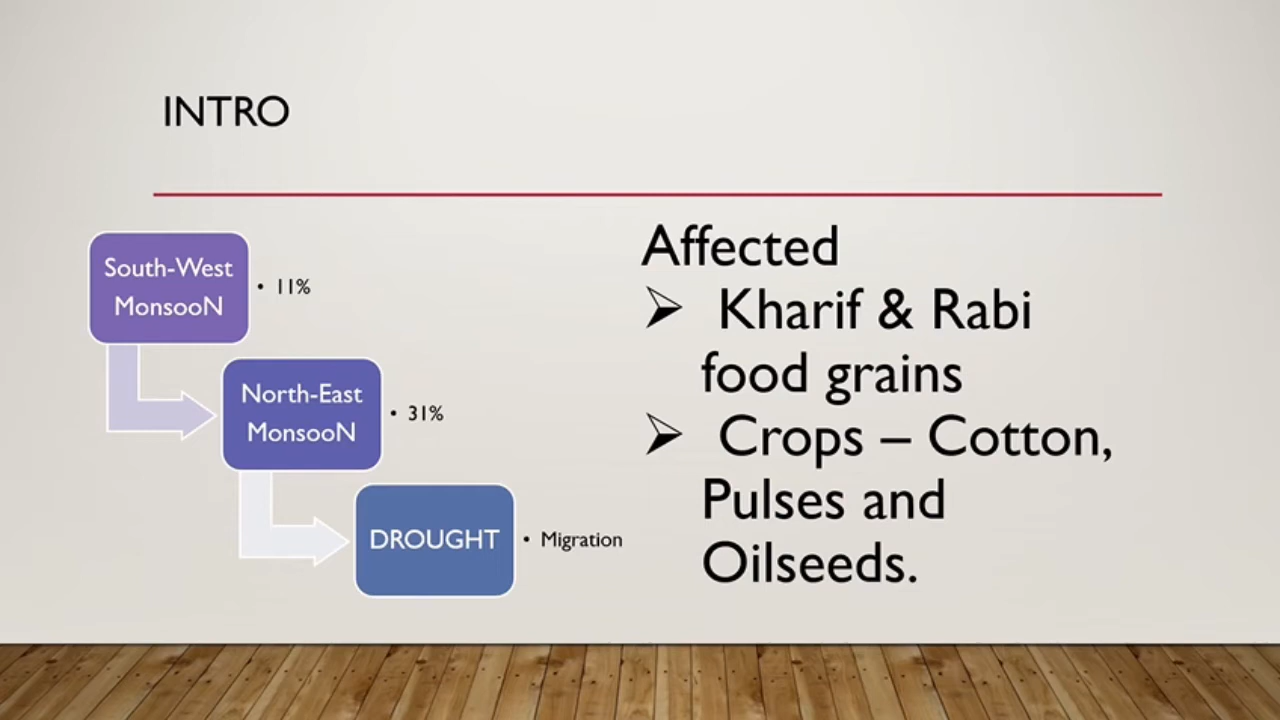 INTRO
South-West
MonsooN
• 11%
North-East
MonsooN
• 31%
DROUGHT
• Migration
Affected
➢ Kharif & Rabi
food grains
➢ Crops – Cotton,
Pulses and
Oilseeds.